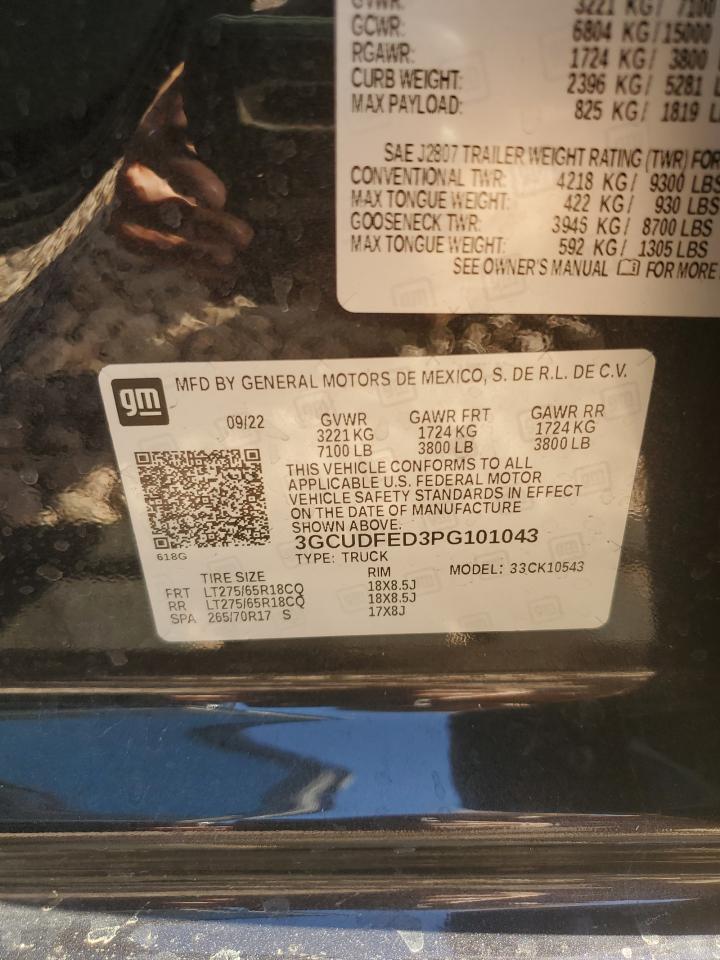 GVWR: 3221 KG/ 7100
GCWR: 6804 KG/15000
RGAWR: 1724 KG/ 3800
CURB WEIGHT: 2396 KG/ 5281 L
MAX PAYLOAD: 825 KG/ 1819 L
SAE J2807 TRAILER WEIGHT RATING (TWR) FOR
CONVENTIONAL TWR: 4218 KG/ 9300 LBS
MAX TONGUE WEIGHT: 422 KG/ 930 LBS
GOOSENECK TWR: 3945 KG/ 8700 LBS
MAX TONGUE WEIGHT: 592 KG/ 1305 LBS
SEE OWNER'S MANUAL FOR MORE
gm MFD BY GENERAL MOTORS DE MEXICO, S. DE R.L. DE C.V.
09/22 GVWR GAWR FRT GAWR RR
3221 KG 1724 KG 1724 KG
7100 LB 3800 LB 3800 LB
THIS VEHICLE CONFORMS TO ALL
APPLICABLE U.S. FEDERAL MOTOR
VEHICLE SAFETY STANDARDS IN EFFECT
ON THE DATE OF MANUFACTURE
SHOWN ABOVE.
618G
3GCUDFED3PG101043
TYPE: TRUCK MODEL: 33CK10543
TIRE SIZE RIM
FRT LT275/65R18CQ 18X8.5J
RR LT275/65R18CQ 18X8.5J
SPA 265/70R17 S 17X8J